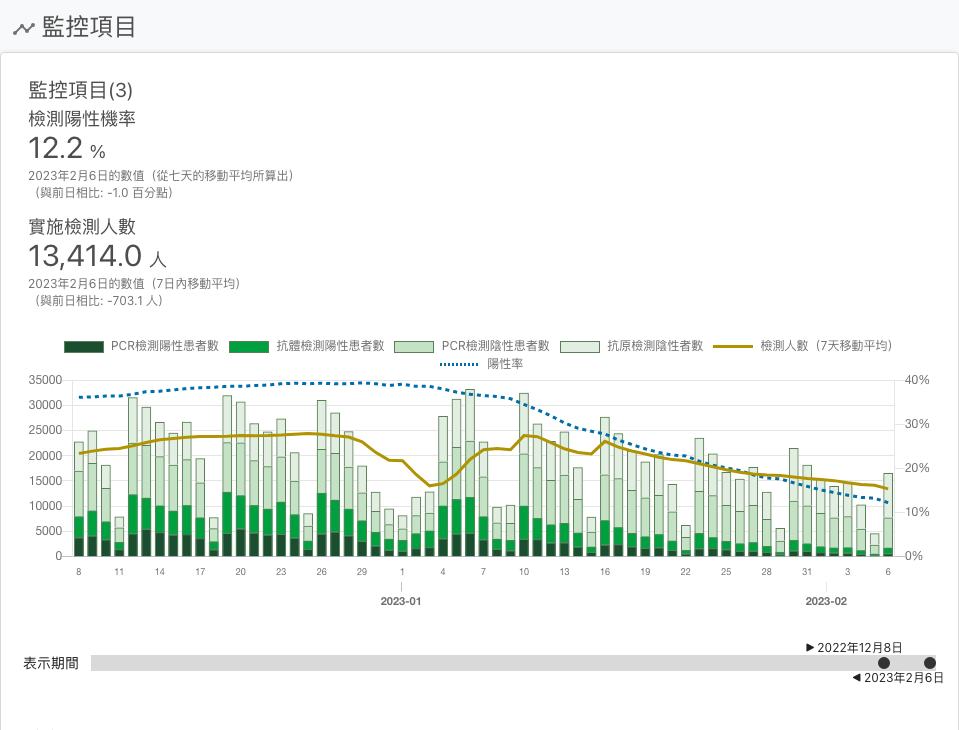 監控項目
監控項目(3)
檢測陽性機率
12.2 %
2023年2月6日的數值（從七天的移動平均所算出）
（與前日相比: -1.0 百分點）
實施檢測人數
13,414.0 人
2023年2月6日的數值（7日內移動平均）
（與前日相比: -703.1 人）
PCR檢測陽性患者數 抗體檢測陽性患者數 PCR檢測陰性患者數 抗原檢測陰性者數 檢測人數（7天移動平均）
陽性率
35000 40%
30000
25000 30%
20000
15000 20%
10000 10%
5000
0 0%
8 11 14 17 20 23 26 29 1 4 7 10 13 16 19 22 25 28 31 3 6
2023-01 2023-02
▶ 2022年12月8日
表示期間
◀ 2023年2月6日